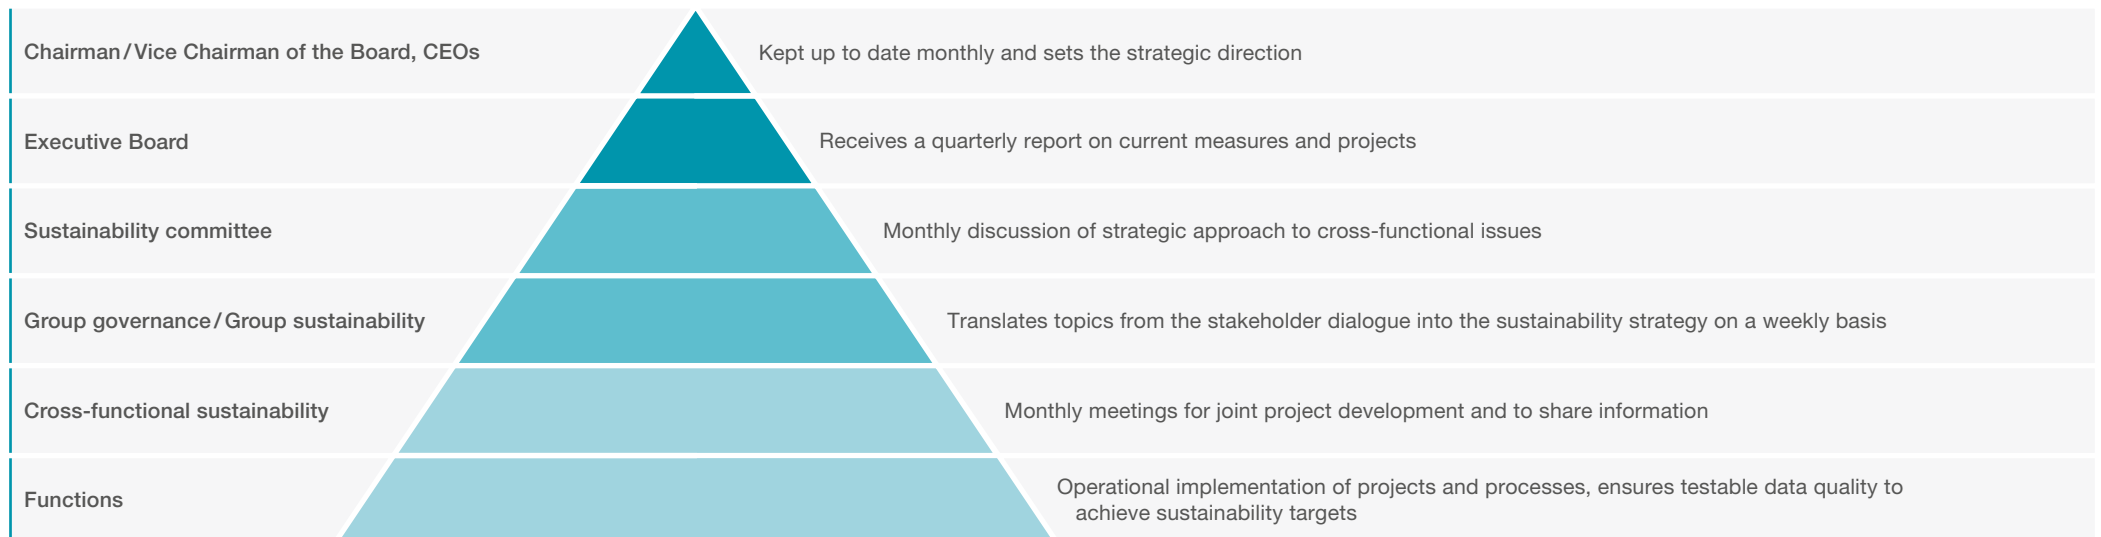 Chairman/Vice Chairman of the Board, CEOs
Kept up to date monthly and sets the strategic direction
Executive Board
Receives a quarterly report on current measures and projects
Sustainability committee
Monthly discussion of strategic approach to cross-functional issues
Group governance/Group sustainability
Translates topics from the stakeholder dialogue into the sustainability strategy on a weekly basis
Cross-functional sustainability
Monthly meetings for joint project development and to share information
Functions
Operational implementation of projects and processes, ensures testable data quality to
achieve sustainability targets